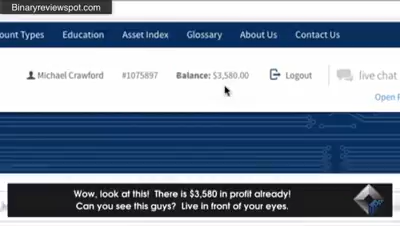 Binaryreviewspot.com
ount Types Education Asset Index Glossary About Us Contact Us
Michael Crawford #1075897 Balance: $3,580.00 Logout live chat
Open
Wow, look at this! There is $3,580 in profit already!
Can you see this guys? Live in front of your eyes.